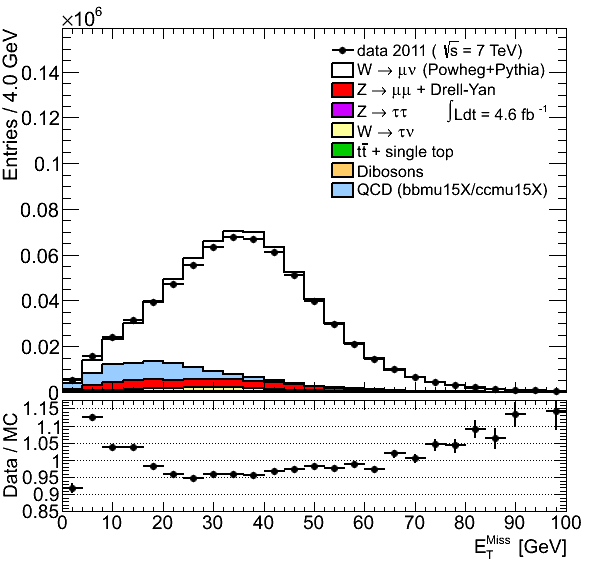 ×10⁶
Entries / 4.0 GeV
0.14
0.12
0.1
0.08
0.06
0.04
0.02
0
data 2011 ( √s = 7 TeV)
W → μν (Powheg+Pythia)
Z → μμ + Drell-Yan
Z → ττ ∫Ldt = 4.6 fb⁻¹
W → τν
tt̄ + single top
Dibosons
QCD (bbmu15X/ccmu15X)
Data / MC
1.15
1.1
1.05
1
0.95
0.9
0.85
0 10 20 30 40 50 60 70 80 90 100
E_T^Miss [GeV]